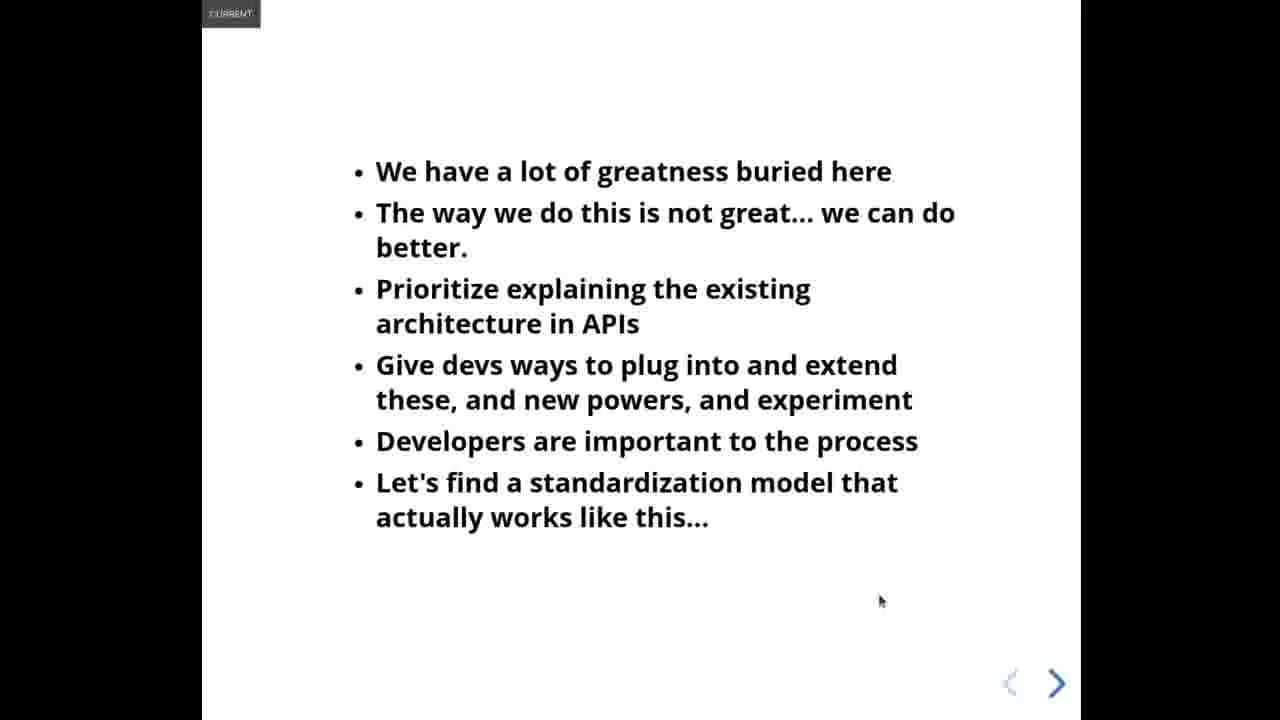 CURRENT
• We have a lot of greatness buried here
• The way we do this is not great... we can do
better.
• Prioritize explaining the existing
architecture in APIs
• Give devs ways to plug into and extend
these, and new powers, and experiment
• Developers are important to the process
• Let's find a standardization model that
actually works like this...